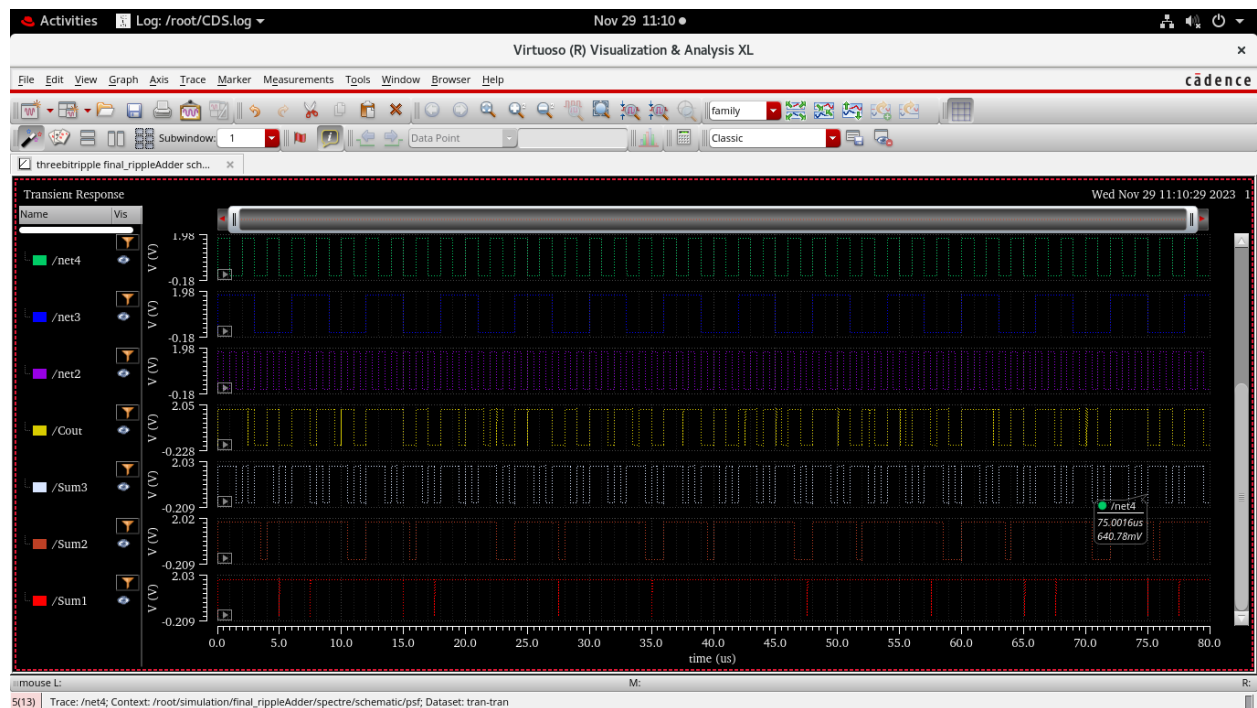 Activities Log: /root/CDS.log Nov 29 11:10
Virtuoso (R) Visualization & Analysis XL ×
File Edit View Graph Axis Trace Marker Measurements Tools Window Browser Help cādence
family
Subwindow: 1 Data Point Classic
threebitripple final_rippleAdder sch... ×
Transient Response Wed Nov 29 11:10:29 2023 1
Name Vis
/net4 V (V) 1.98 -0.18
/net3 V (V) 1.98 -0.18
/net2 V (V) 1.98 -0.18
/Cout V (V) 2.05 -0.228
/Sum3 V (V) 2.03 -0.209
/net4
75.0016us
640.78mV
/Sum2 V (V) 2.02 -0.209
/Sum1 V (V) 2.03 -0.209
0.0 5.0 10.0 15.0 20.0 25.0 30.0 35.0 40.0 45.0 50.0 55.0 60.0 65.0 70.0 75.0 80.0
time (us)
mouse L: M: R:
5(13) Trace: /net4; Context: /root/simulation/final_rippleAdder/spectre/schematic/psf; Dataset: tran-tran